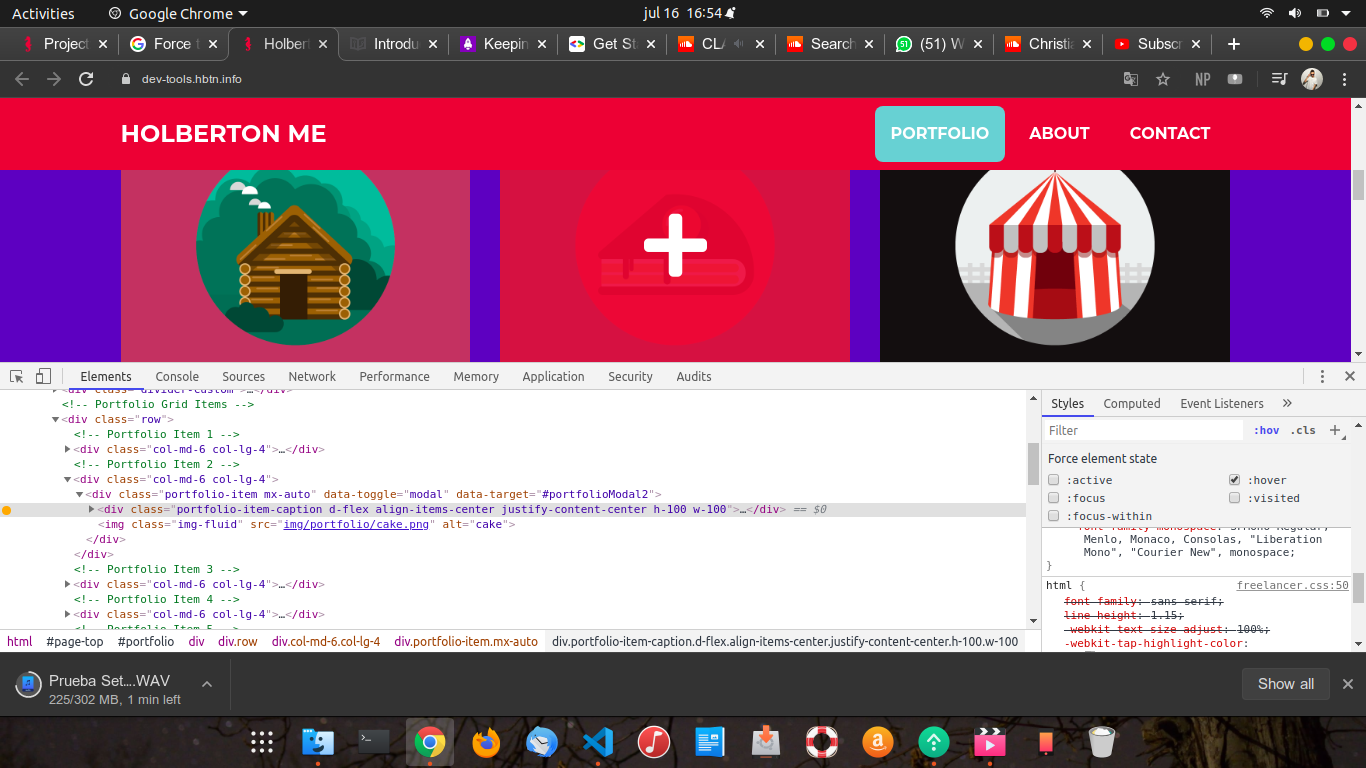 Activities Google Chrome jul 16 16:54
Project Force t Holbert Introdu Keepin Get Sta CLA Search (51) W Christia Subscr
dev-tools.hbtn.info NP
HOLBERTON ME PORTFOLIO ABOUT CONTACT
Elements Console Sources Network Performance Memory Application Security Audits
<div class="divider-custom">…</div>
<!-- Portfolio Grid Items -->
<div class="row">
<!-- Portfolio Item 1 -->
<div class="col-md-6 col-lg-4">…</div>
<!-- Portfolio Item 2 -->
<div class="col-md-6 col-lg-4">
<div class="portfolio-item mx-auto" data-toggle="modal" data-target="#portfolioModal2">
<div class="portfolio-item-caption d-flex align-items-center justify-content-center h-100 w-100">…</div> == $0
<img class="img-fluid" src="img/portfolio/cake.png" alt="cake">
</div>
</div>
<!-- Portfolio Item 3 -->
<div class="col-md-6 col-lg-4">…</div>
<!-- Portfolio Item 4 -->
<div class="col-md-6 col-lg-4">…</div>
<!-- Portfolio Item 5 -->
html #page-top #portfolio div div.row div.col-md-6.col-lg-4 div.portfolio-item.mx-auto div.portfolio-item-caption.d-flex.align-items-center.justify-content-center.h-100.w-100
Styles Computed Event Listeners »
Filter :hov .cls
Force element state
:active :hover
:focus :visited
:focus-within
Menlo, Monaco, Consolas, "Liberation
Mono", "Courier New", monospace;
}
html { freelancer.css:50
font-family: sans-serif;
line-height: 1.15;
-webkit-text-size-adjust: 100%;
-webkit-tap-highlight-color:
Prueba Set....WAV
225/302 MB, 1 min left
Show all